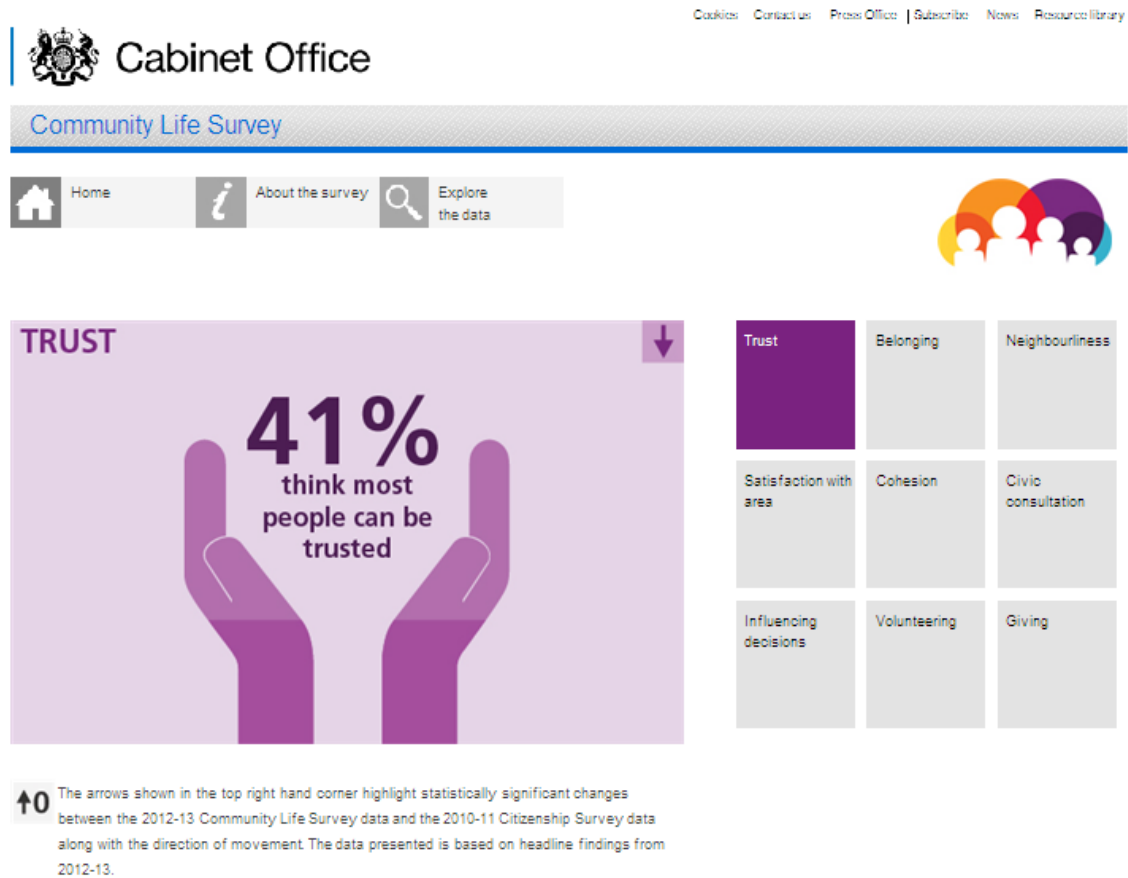 Cookies Contact us Press Office | Subscribe News Resource library
Cabinet Office
Community Life Survey
Home
About the survey
Explore
the data
TRUST
41%
think most
people can be
trusted
Trust
Belonging
Neighbourliness
Satisfaction with
area
Cohesion
Civic
consultation
Influencing
decisions
Volunteering
Giving
0
The arrows shown in the top right hand corner highlight statistically significant changes
between the 2012-13 Community Life Survey data and the 2010-11 Citizenship Survey data
along with the direction of movement. The data presented is based on headline findings from
2012-13.